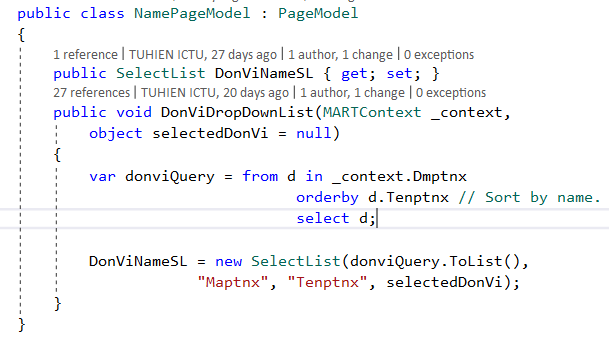 public class NamePageModel : PageModel
{
1 reference | TUHIEN ICTU, 27 days ago | 1 author, 1 change | 0 exceptions
public SelectList DonViNameSL { get; set; }
27 references | TUHIEN ICTU, 20 days ago | 1 author, 1 change | 0 exceptions
public void DonViDropDownList(MARTContext _context,
object selectedDonVi = null)
{
var donviQuery = from d in _context.Dmptnx
orderby d.Tenptnx // Sort by name.
select d;
DonViNameSL = new SelectList(donviQuery.ToList(),
"Maptnx", "Tenptnx", selectedDonVi);
}
}